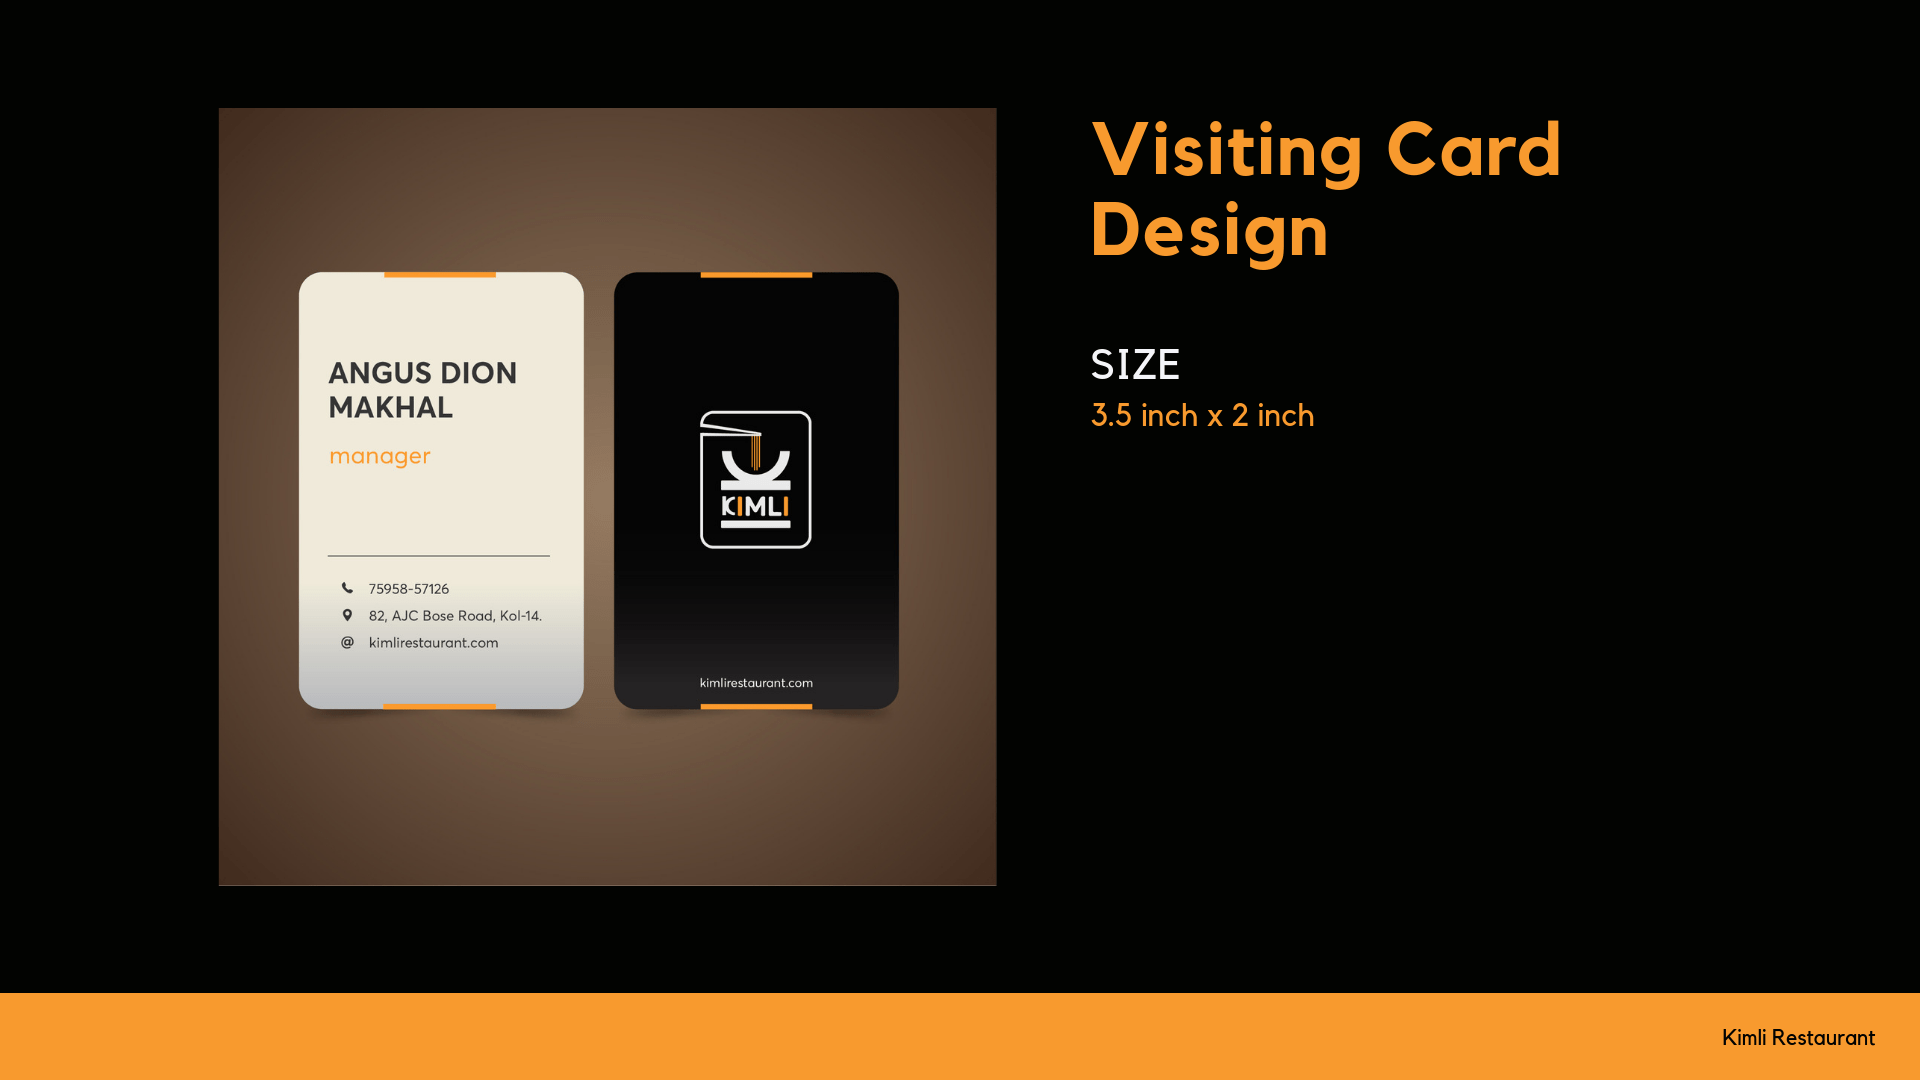 Visiting Card
Design
SIZE
3.5 inch x 2 inch
ANGUS DION
MAKHAL
manager
75958-57126
82, AJC Bose Road, Kol-14.
@ kimlirestaurant.com
KIMLI
kimlirestaurant.com
Kimli Restaurant